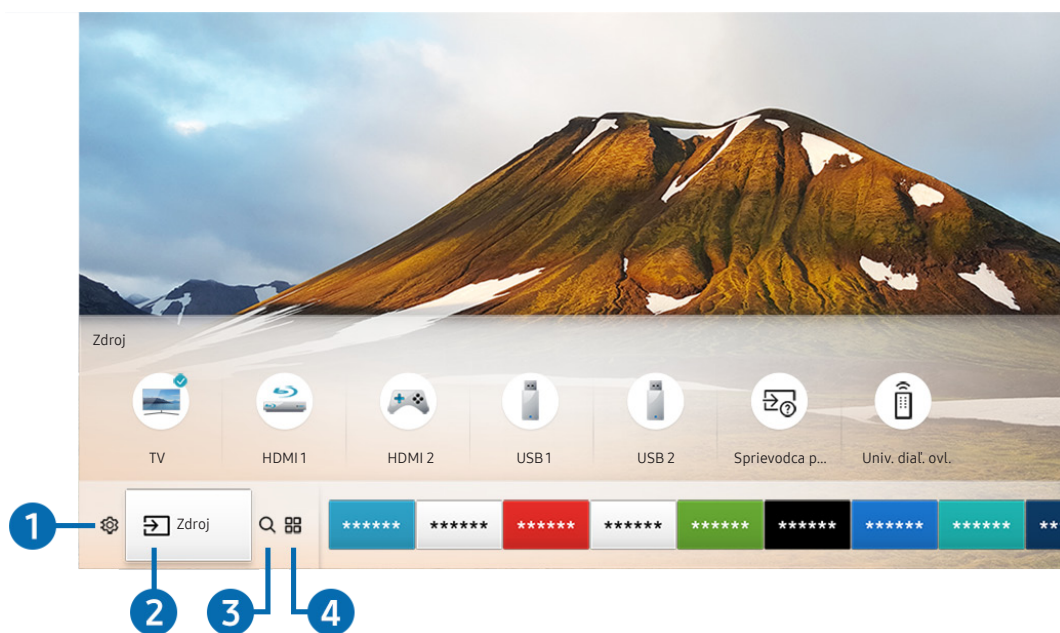 Zdroj
TV HDMI 1 HDMI 2 USB 1 USB 2 Sprievodca p... Univ. diaľ. ovl.
1 Zdroj ****** ****** ****** ****** ****** ****** ****** ****** **
2 3 4